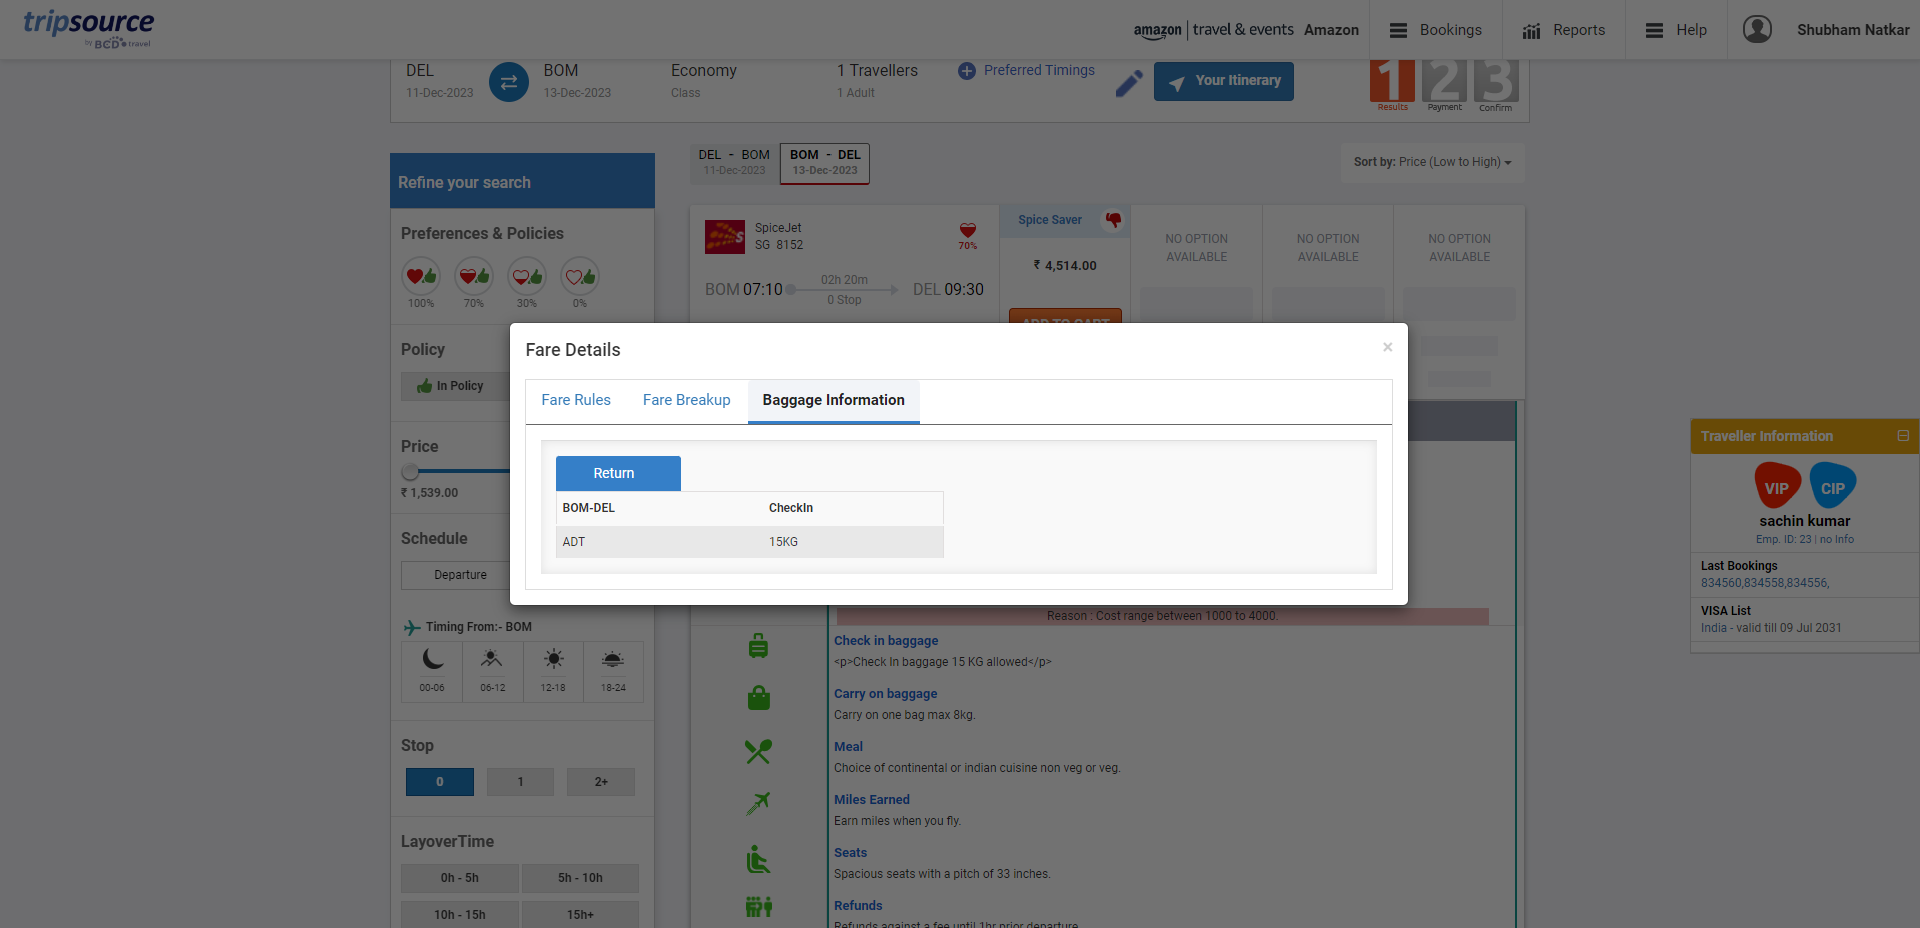 tripsource
by BCD travel
amazon | travel & events Amazon
Bookings
Reports
Help
Shubham Natkar
DEL
11-Dec-2023
BOM
13-Dec-2023
Economy
Class
1 Travellers
1 Adult
Preferred Timings
Your Itinerary
1
Results
2
Payment
3
Confirm
Refine your search
Preferences & Policies
100%
70%
30%
0%
Policy
In Policy
Price
₹ 1,539.00
Schedule
Departure
Timing From:- BOM
00-06
06-12
12-18
18-24
Stop
0
1
2+
LayoverTime
0h - 5h
5h - 10h
10h - 15h
15h+
DEL - BOM
11-Dec-2023
BOM - DEL
13-Dec-2023
Sort by: Price (Low to High)
SpiceJet
SG 8152
70%
BOM 07:10
02h 20m
0 Stop
DEL 09:30
Spice Saver
₹ 4,514.00
ADD TO CART
NO OPTION
AVAILABLE
NO OPTION
AVAILABLE
NO OPTION
AVAILABLE
Fare Details
×
Fare Rules
Fare Breakup
Baggage Information
Return
BOM-DEL
CheckIn
ADT
15KG
Reason : Cost range between 1000 to 4000.
Check in baggage
<p>Check In baggage 15 KG allowed</p>
Carry on baggage
Carry on one bag max 8kg.
Meal
Choice of continental or indian cuisine non veg or veg.
Miles Earned
Earn miles when you fly.
Seats
Spacious seats with a pitch of 33 inches.
Refunds
Refunds against a fee until 1hr prior departure
Traveller Information
VIP
CIP
sachin kumar
Emp. ID: 23 | no Info
Last Bookings
834560,834558,834556,
VISA List
India - valid till 09 Jul 2031